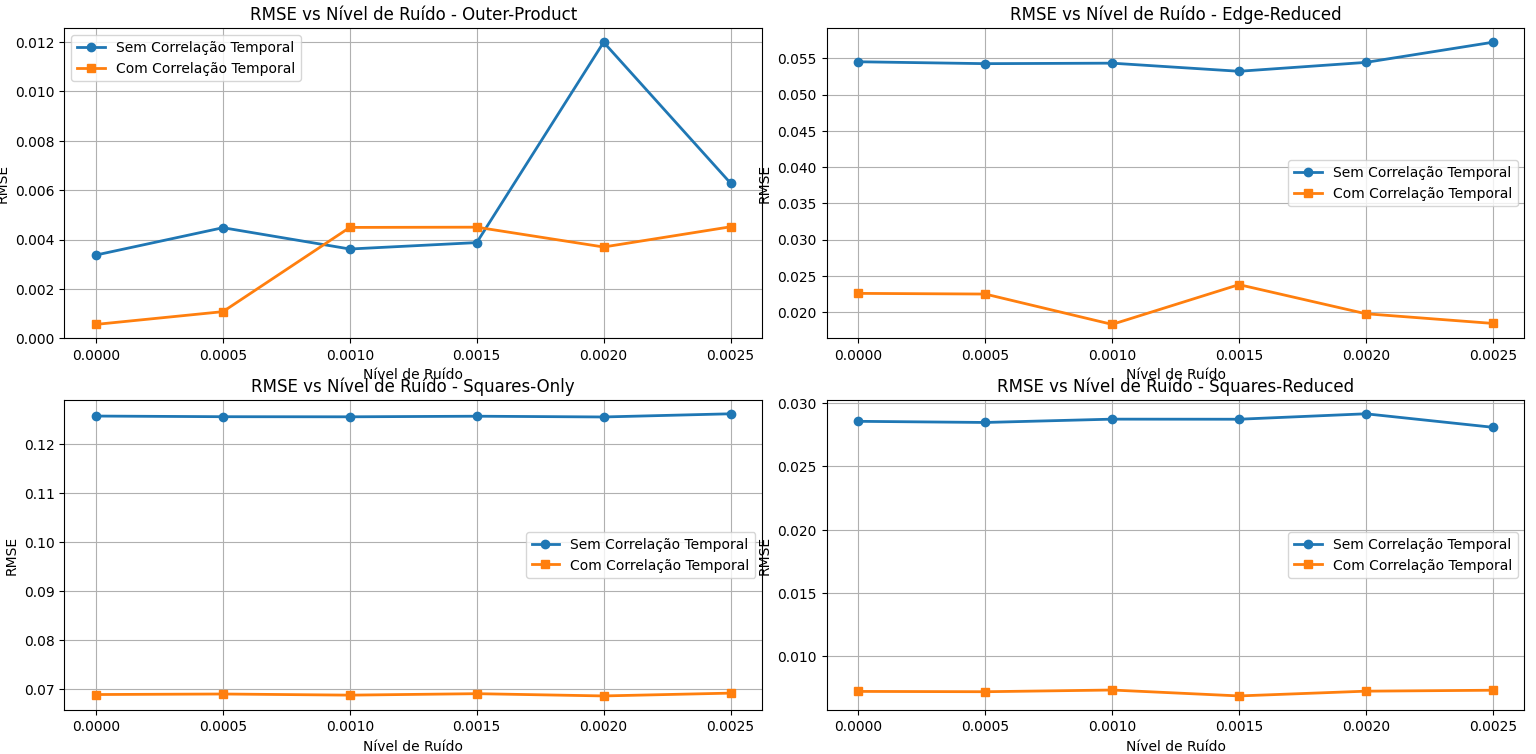 RMSE vs Nível de Ruído - Outer-Product
0.012
0.010
0.008
0.006
0.004
0.002
0.000
RMSE
Sem Correlação Temporal
Com Correlação Temporal
0.0000 0.0005 0.0010 0.0015 0.0020 0.0025
Nível de Ruído
RMSE vs Nível de Ruído - Edge-Reduced
0.055
0.050
0.045
0.040
0.035
0.030
0.025
0.020
RMSE
Sem Correlação Temporal
Com Correlação Temporal
0.0000 0.0005 0.0010 0.0015 0.0020 0.0025
Nível de Ruído
RMSE vs Nível de Ruído - Squares-Only
0.12
0.11
0.10
0.09
0.08
0.07
RMSE
Sem Correlação Temporal
Com Correlação Temporal
0.0000 0.0005 0.0010 0.0015 0.0020 0.0025
Nível de Ruído
RMSE vs Nível de Ruído - Squares-Reduced
0.030
0.025
0.020
0.015
0.010
RMSE
Sem Correlação Temporal
Com Correlação Temporal
0.0000 0.0005 0.0010 0.0015 0.0020 0.0025
Nível de Ruído